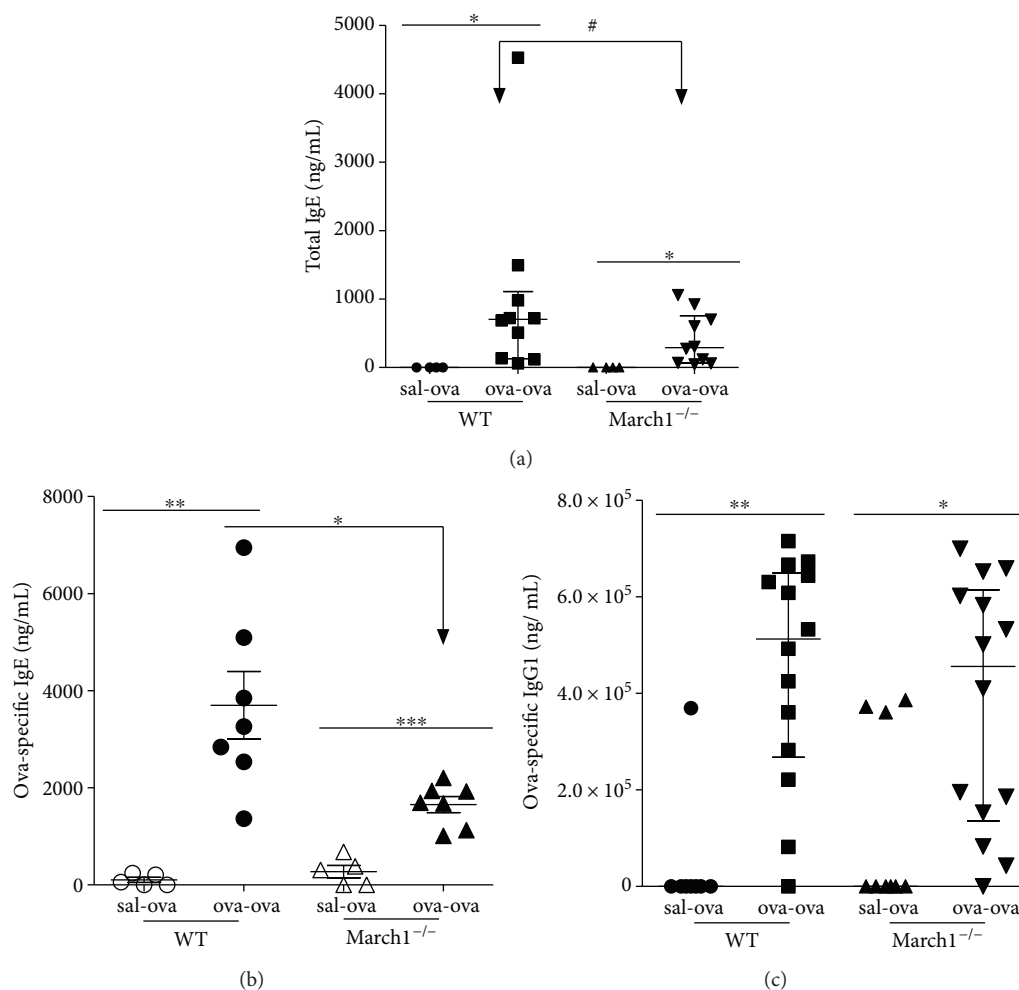 5000
*
#
4000
3000
2000
*
1000
0
Total IgE (ng/mL)
sal-ova ova-ova sal-ova ova-ova
WT March1−/−
(a)
8000
**
*
6000
4000
***
2000
0
Ova-specific IgE (ng/mL)
sal-ova ova-ova sal-ova ova-ova
WT March1−/−
(b)
8.0 × 10⁵
** *
6.0 × 10⁵
4.0 × 10⁵
2.0 × 10⁵
0
Ova-specific IgG1 (ng/ mL)
sal-ova ova-ova sal-ova ova-ova
WT March1−/−
(c)